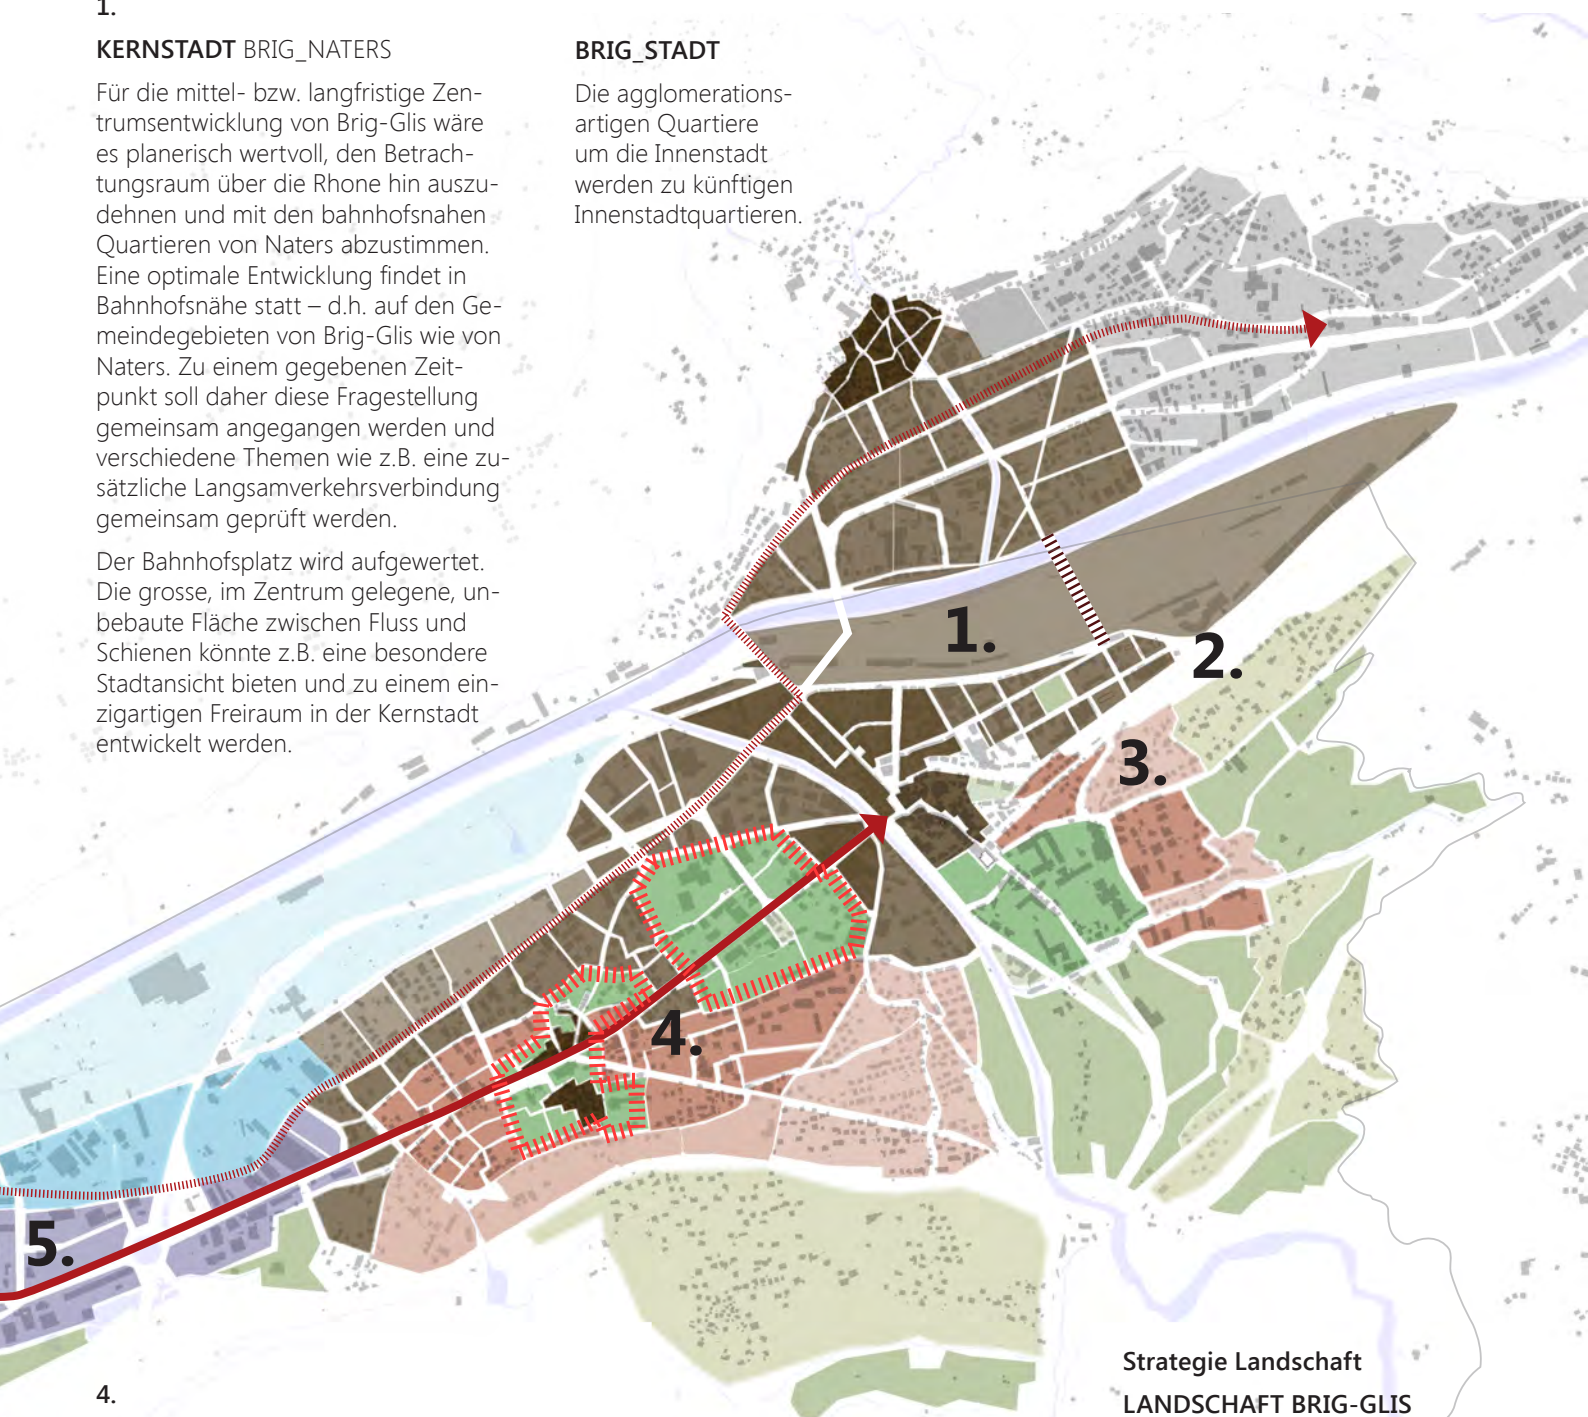 1.
KERNSTADT BRIG_NATERS
Für die mittel- bzw. langfristige Zen-
trumsentwicklung von Brig-Glis wäre
es planerisch wertvoll, den Betrach-
tungsraum über die Rhone hin auszu-
dehnen und mit den bahnhofsnahen
Quartieren von Naters abzustimmen.
Eine optimale Entwicklung findet in
Bahnhofsnähe statt – d.h. auf den Ge-
meindegebieten von Brig-Glis wie von
Naters. Zu einem gegebenen Zeit-
punkt soll daher diese Fragestellung
gemeinsam angegangen werden und
verschiedene Themen wie z.B. eine zu-
sätzliche Langsamverkehrsverbindung
gemeinsam geprüft werden.
Der Bahnhofsplatz wird aufgewertet.
Die grosse, im Zentrum gelegene, un-
bebaute Fläche zwischen Fluss und
Schienen könnte z.B. eine besondere
Stadtansicht bieten und zu einem ein-
zigartigen Freiraum in der Kernstadt
entwickelt werden.
BRIG_STADT
Die agglomerations-
artigen Quartiere
um die Innenstadt
werden zu künftigen
Innenstadtquartieren.
1.
2.
3.
4.
5.
4.
Strategie Landschaft
LANDSCHAFT BRIG-GLIS